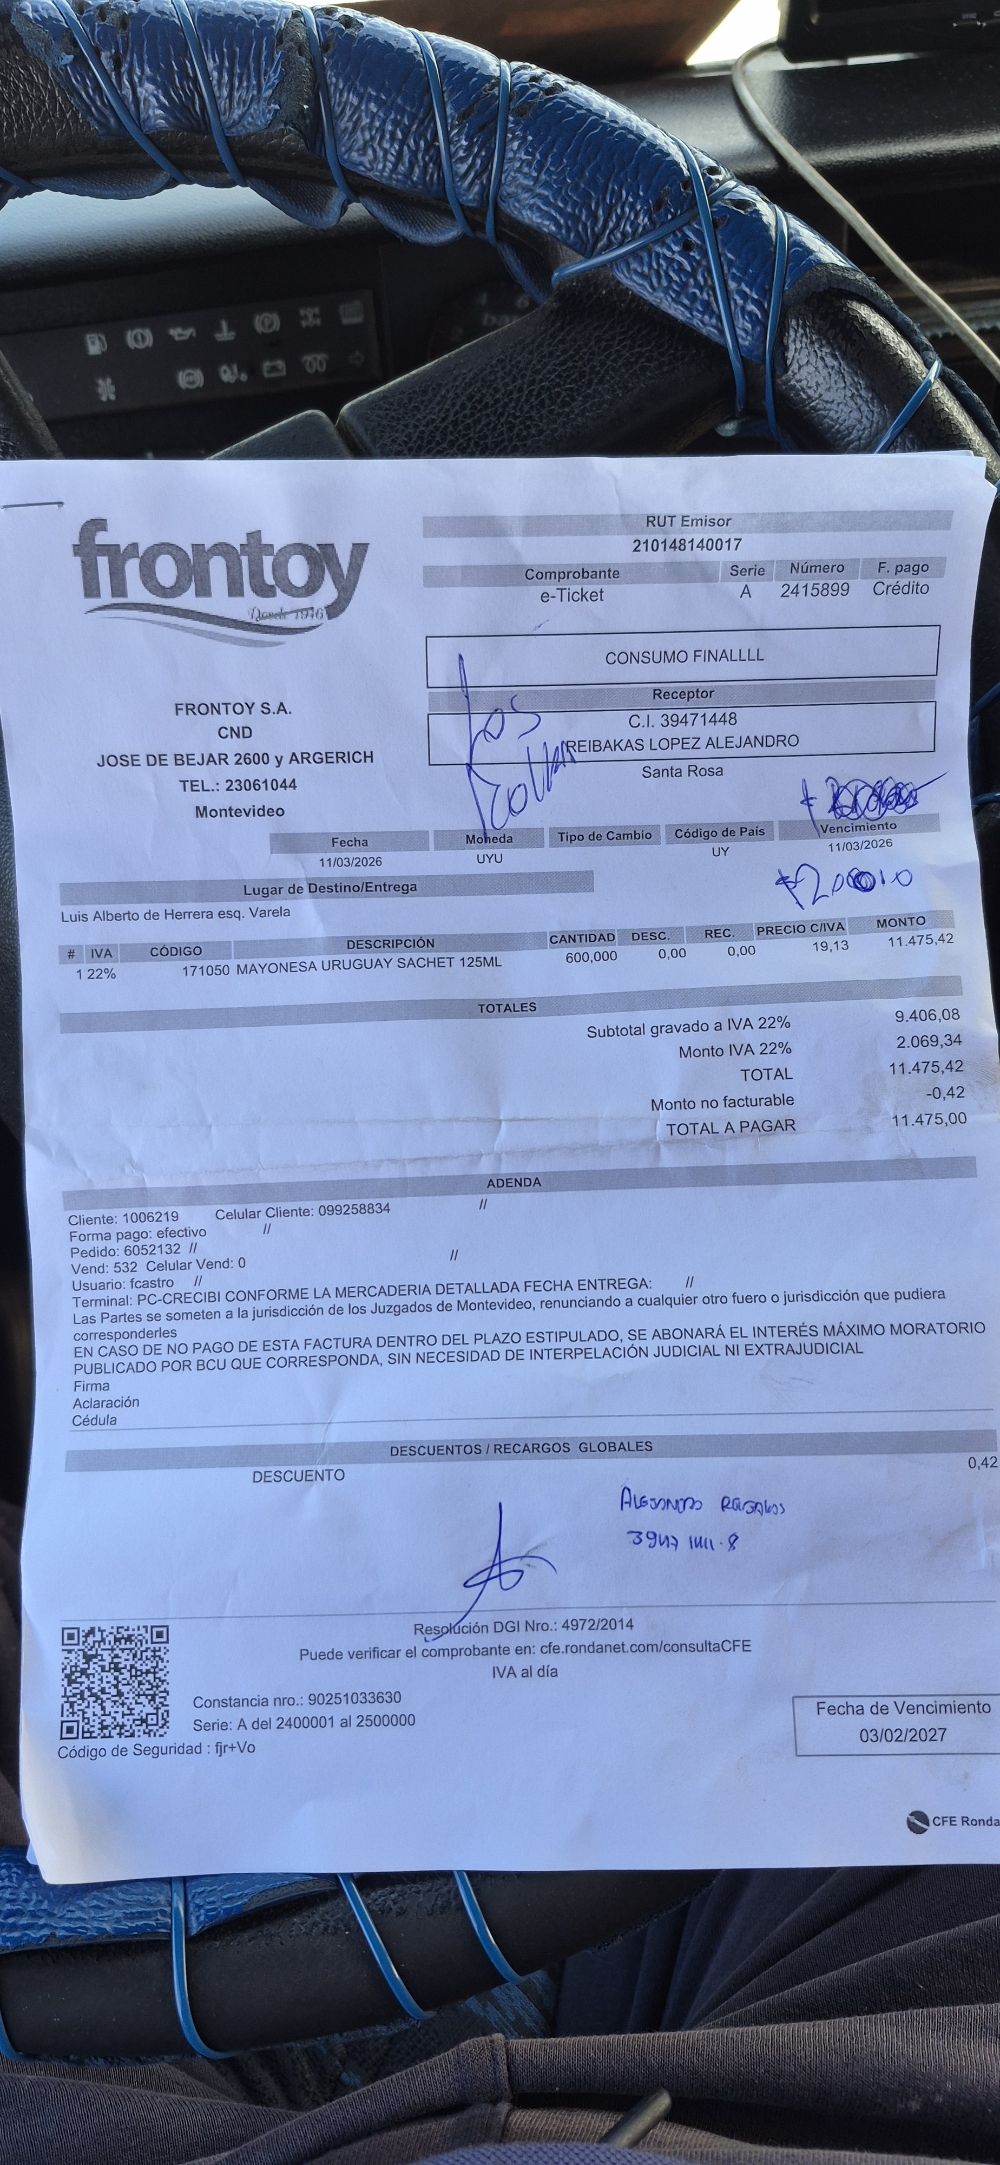 frontoy
Desde 1976
RUT Emisor
210148140017
Comprobante Serie Número F. pago
e-Ticket A 2415899 Crédito
CONSUMO FINALLLL
Receptor
C.I. 39471448
REIBAKAS LOPEZ ALEJANDRO
Santa Rosa
Los
FRONTOY S.A.
CND
JOSE DE BEJAR 2600 y ARGERICH
TEL.: 23061044
Montevideo
Fecha Moneda Tipo de Cambio Código de País Vencimiento
11/03/2026 UYU UY 11/03/2026
Lugar de Destino/Entrega
Luis Alberto de Herrera esq. Varela
# IVA CÓDIGO DESCRIPCIÓN CANTIDAD DESC. REC. PRECIO C/IVA MONTO
1 22% 171050 MAYONESA URUGUAY SACHET 125ML 600,000 0,00 0,00 19,13 11.475,42
TOTALES
Subtotal gravado a IVA 22% 9.406,08
Monto IVA 22% 2.069,34
TOTAL 11.475,42
Monto no facturable -0,42
TOTAL A PAGAR 11.475,00
ADENDA
Cliente: 1006219 Celular Cliente: 099258834 //
Forma pago: efectivo //
Pedido: 6052132 //
Vend: 532 Celular Vend: 0 //
Usuario: fcastro //
Terminal: PC-CRECIBI CONFORME LA MERCADERIA DETALLADA FECHA ENTREGA: //
Las Partes se someten a la jurisdicción de los Juzgados de Montevideo, renunciando a cualquier otro fuero o jurisdicción que pudiera
corresponderles
EN CASO DE NO PAGO DE ESTA FACTURA DENTRO DEL PLAZO ESTIPULADO, SE ABONARÁ EL INTERÉS MÁXIMO MORATORIO
PUBLICADO POR BCU QUE CORRESPONDA, SIN NECESIDAD DE INTERPELACIÓN JUDICIAL NI EXTRAJUDICIAL
Firma
Aclaración
Cédula
DESCUENTOS / RECARGOS GLOBALES
DESCUENTO 0,42
ALEJANDRO REIBAKAS
3947 144-8
Resolución DGI Nro.: 4972/2014
Puede verificar el comprobante en: cfe.rondanet.com/consultaCFE
IVA al día
Constancia nro.: 90251033630
Serie: A del 2400001 al 2500000
Código de Seguridad : fjr+Vo
Fecha de Vencimiento
03/02/2027
CFE Ronda